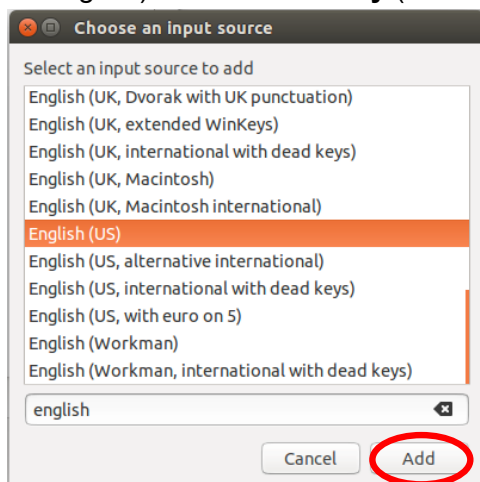 Choose an input source
Select an input source to add
English (UK, Dvorak with UK punctuation)
English (UK, extended WinKeys)
English (UK, international with dead keys)
English (UK, Macintosh)
English (UK, Macintosh international)
English (US)
English (US, alternative international)
English (US, international with dead keys)
English (US, with euro on 5)
English (Workman)
English (Workman, international with dead keys)
english
Cancel Add